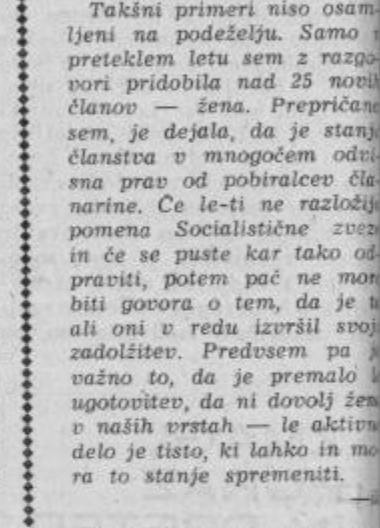 Takšni primeri niso osam-
ljeni na podeželju. Samo
preteklem letu sem z razgo-
vori pridobila nad 25 novih
članov — žena. Prepričana
sem, je dejala, da je stanje
članstva v mnogočem odvi-
sna prav od pobiralcev čla-
narine. Če le-ti ne razložijo
pomena Socialistične zveze
in če se puste kar tako od-
praviti, potem pač ne more
biti govora o tem, da je ta
ali oni v redu izvršil svojo
zadolžitev. Predvsem pa je
važno to, da je premalo le
ugotovitev, da ni dovolj žena
v naših vrstah — le aktivno
delo je tisto, ki lahko in mo-
ra to stanje spremeniti.